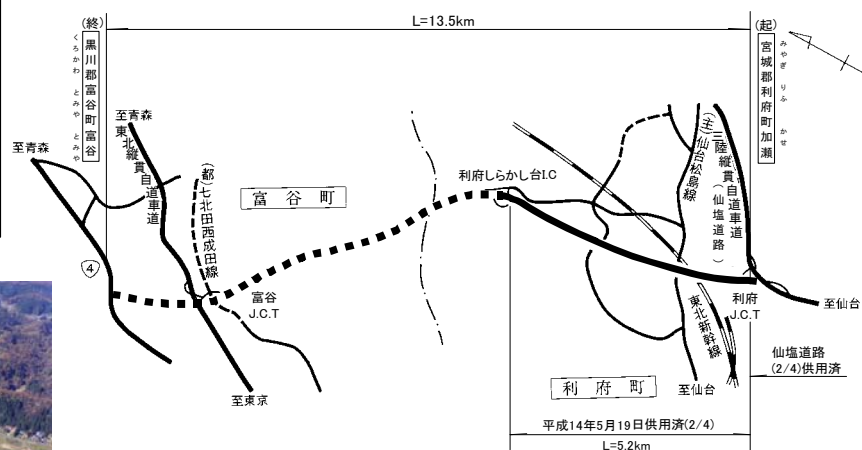 L=13.5km
(終)
黒川郡富谷町富谷
くろかわ とみや とみや
(起)
宮城郡利府町加瀬
みやぎ りふ かせ
至青森
至青森
東北縦貫自動車道
(都)七北田西成田線
富谷町
利府しらかし台I.C
(主)仙台松島線
三陸縦貫自動車道
(仙塩道路)
4
富谷
J.C.T
至東京
利府
J.C.T
至仙台
東北新幹線
仙塩道路
(2/4)供用済
利府町
至仙台
平成14年5月19日供用済(2/4)
L=5.2km